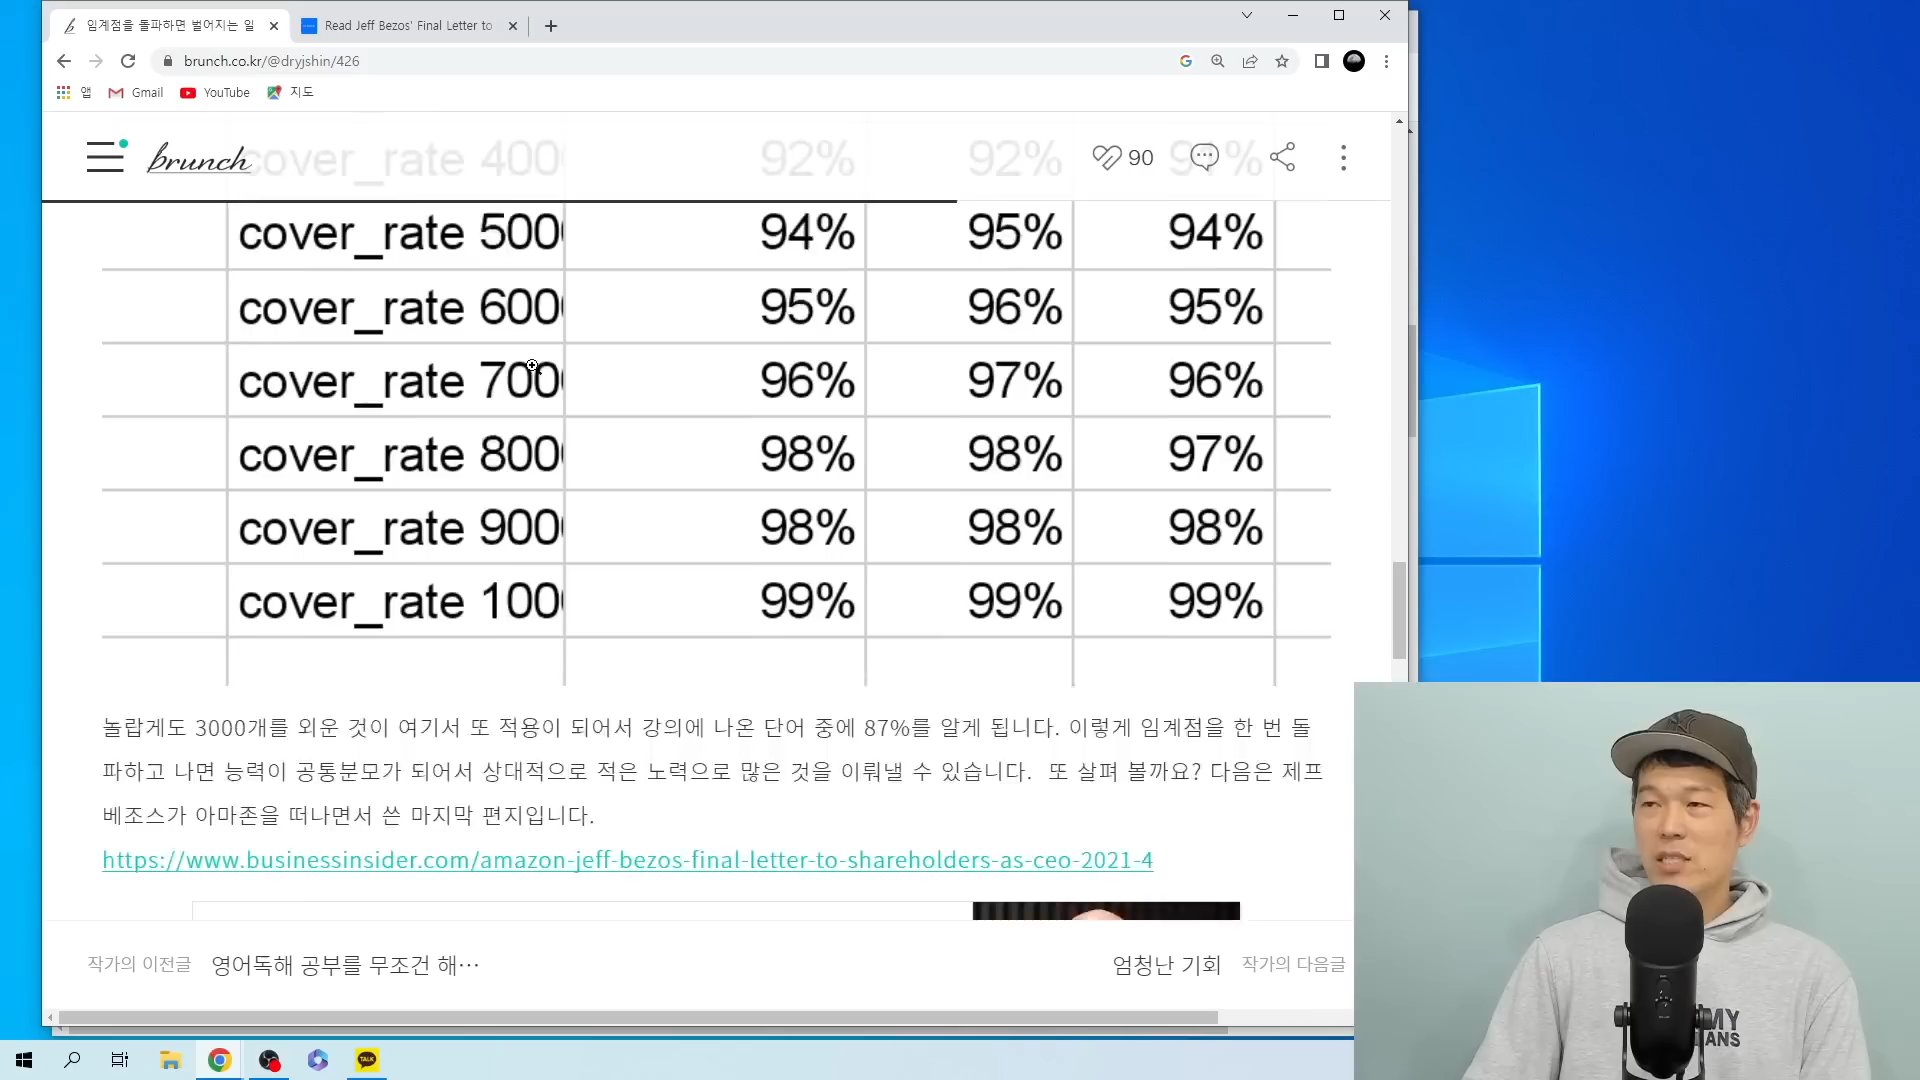 임계점을 돌파하면 벌어지는 일
Read Jeff Bezos' Final Letter to
brunch.co.kr/@dryjshin/426
앱 Gmail YouTube 지도
brunch 90
cover_rate 400 92% 92% 91%
cover_rate 500 94% 95% 94%
cover_rate 600 95% 96% 95%
cover_rate 700 96% 97% 96%
cover_rate 800 98% 98% 97%
cover_rate 900 98% 98% 98%
cover_rate 100 99% 99% 99%
놀랍게도 3000개를 외운 것이 여기서 또 적용이 되어서 강의에 나온 단어 중에 87%를 알게 됩니다. 이렇게 임계점을 한 번 돌
파하고 나면 능력이 공통분모가 되어서 상대적으로 적은 노력으로 많은 것을 이뤄낼 수 있습니다. 또 살펴 볼까요? 다음은 제프
베조스가 아마존을 떠나면서 쓴 마지막 편지입니다.
https://www.businessinsider.com/amazon-jeff-bezos-final-letter-to-shareholders-as-ceo-2021-4
작가의 이전글 영어독해 공부를 무조건 해…
엄청난 기회 작가의 다음글
TALK
MY